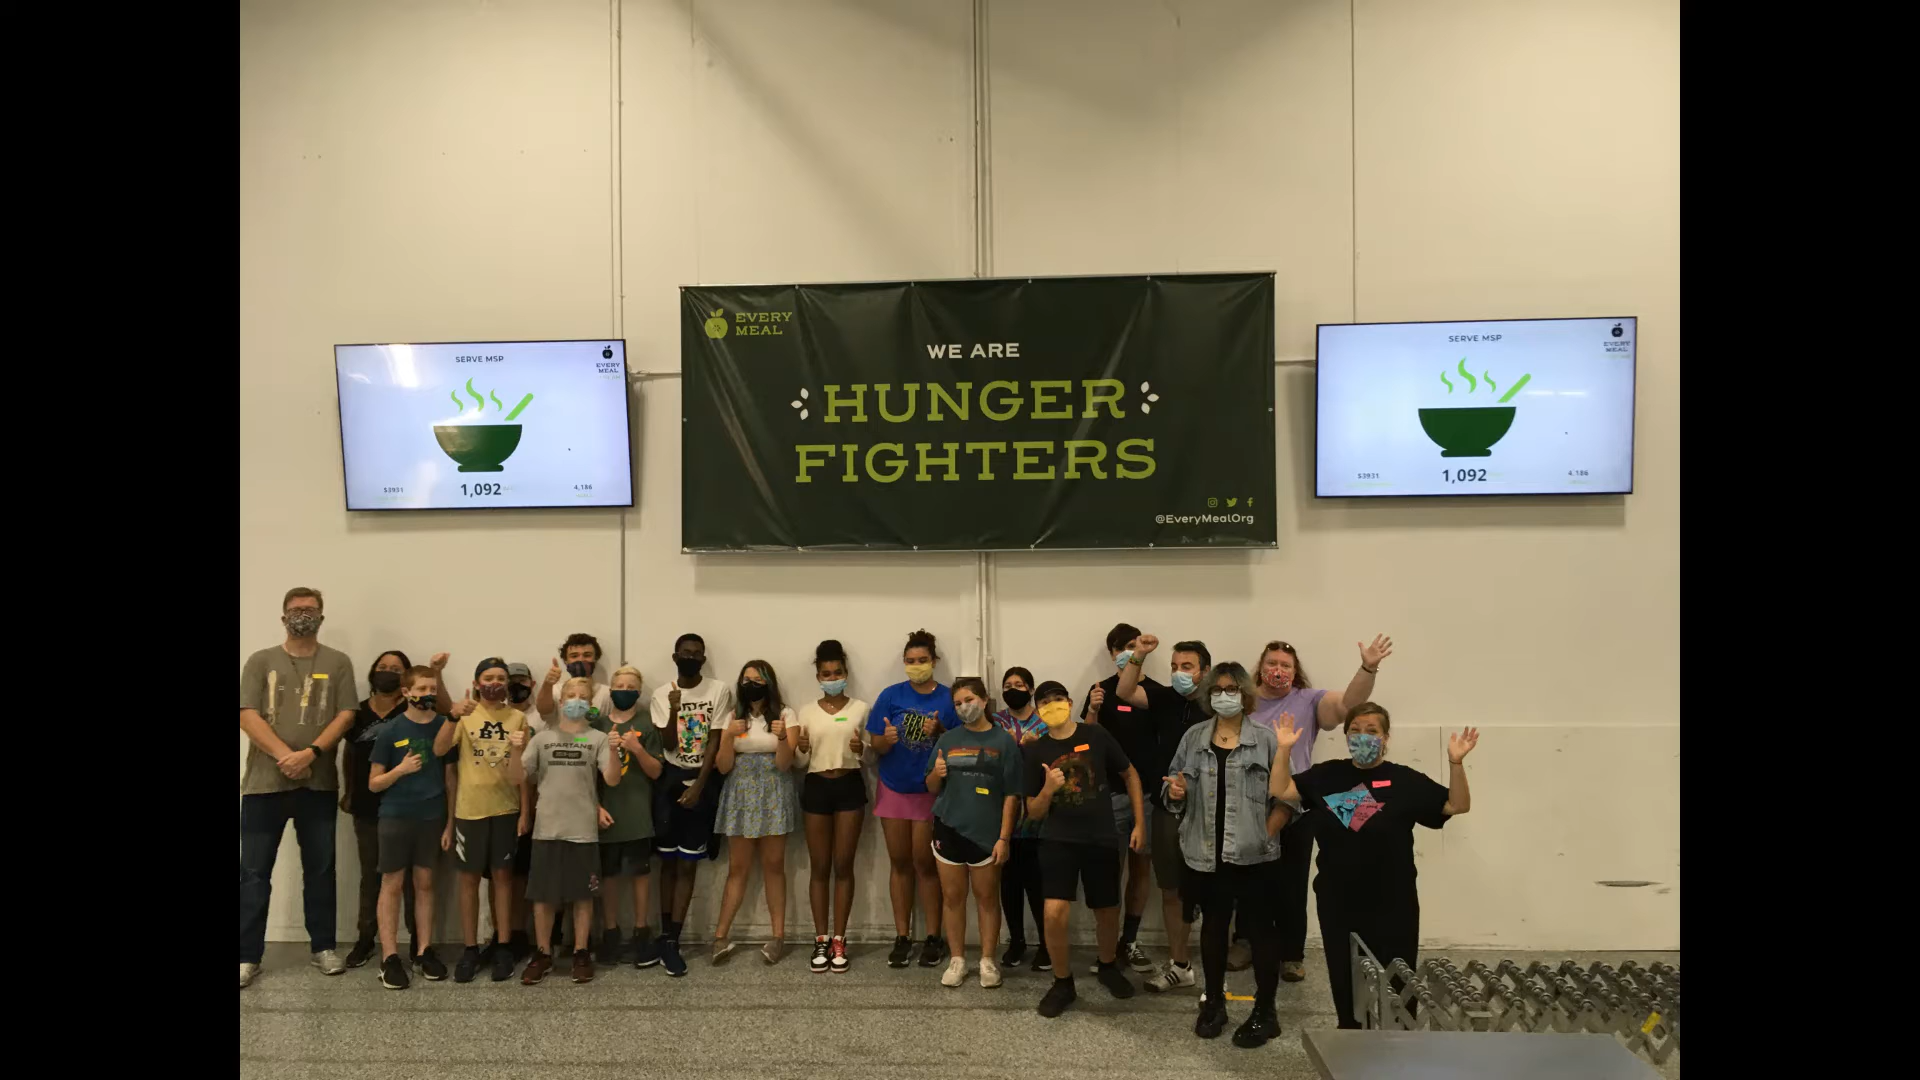 SERVE MSP
EVERY
MEAL
$3931
1,092
4,186
EVERY
MEAL
WE ARE
HUNGER
FIGHTERS
@EveryMealOrg
SERVE MSP
EVERY
MEAL
$3931
1,092
4,186
MBT
SPARTANS